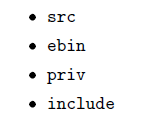 • src
• ebin
• priv
• include